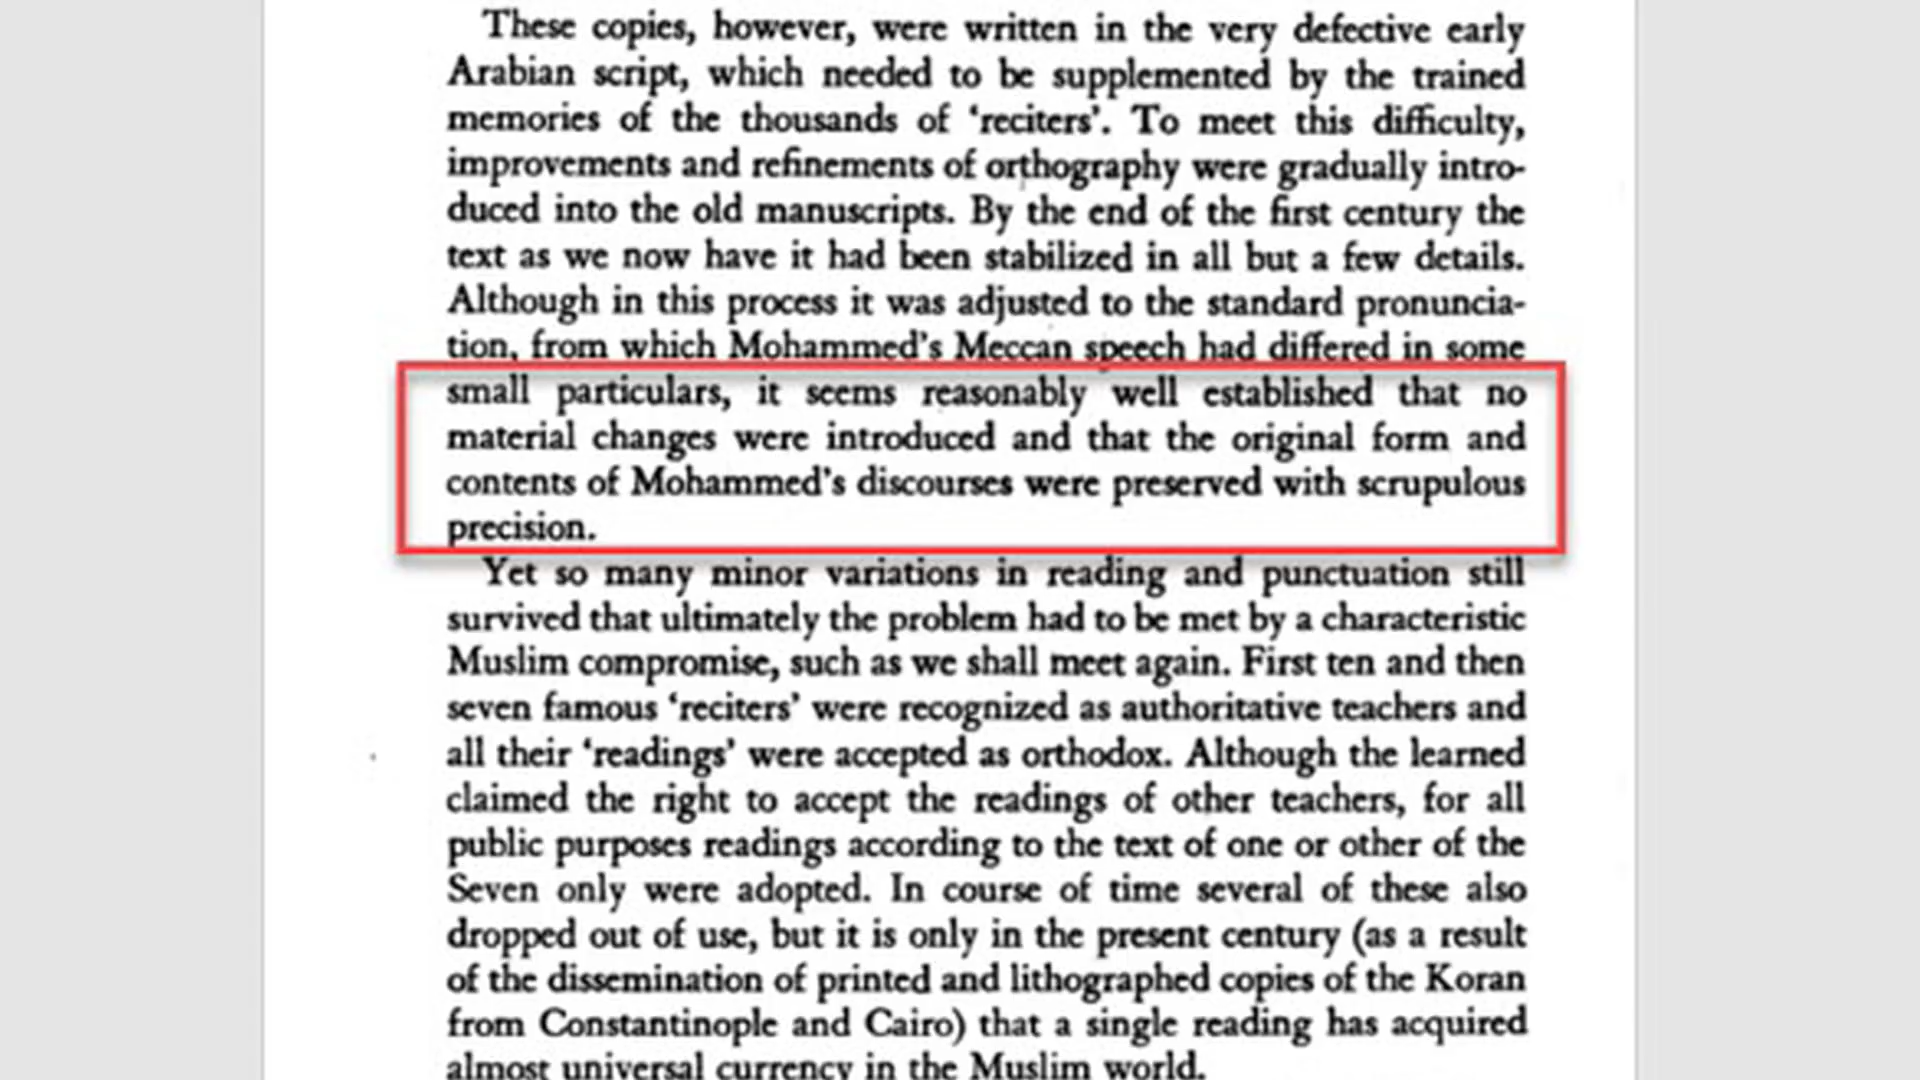 These copies, however, were written in the very defective early
Arabian script, which needed to be supplemented by the trained
memories of the thousands of ‘reciters’. To meet this difficulty,
improvements and refinements of orthography were gradually intro-
duced into the old manuscripts. By the end of the first century the
text as we now have it had been stabilized in all but a few details.
Although in this process it was adjusted to the standard pronuncia-
tion, from which Mohammed’s Meccan speech had differed in some
small particulars, it seems reasonably well established that no
material changes were introduced and that the original form and
contents of Mohammed’s discourses were preserved with scrupulous
precision.
Yet so many minor variations in reading and punctuation still
survived that ultimately the problem had to be met by a characteristic
Muslim compromise, such as we shall meet again. First ten and then
seven famous ‘reciters’ were recognized as authoritative teachers and
all their ‘readings’ were accepted as orthodox. Although the learned
claimed the right to accept the readings of other teachers, for all
public purposes readings according to the text of one or other of the
Seven only were adopted. In course of time several of these also
dropped out of use, but it is only in the present century (as a result
of the dissemination of printed and lithographed copies of the Koran
from Constantinople and Cairo) that a single reading has acquired
almost universal currency in the Muslim world.